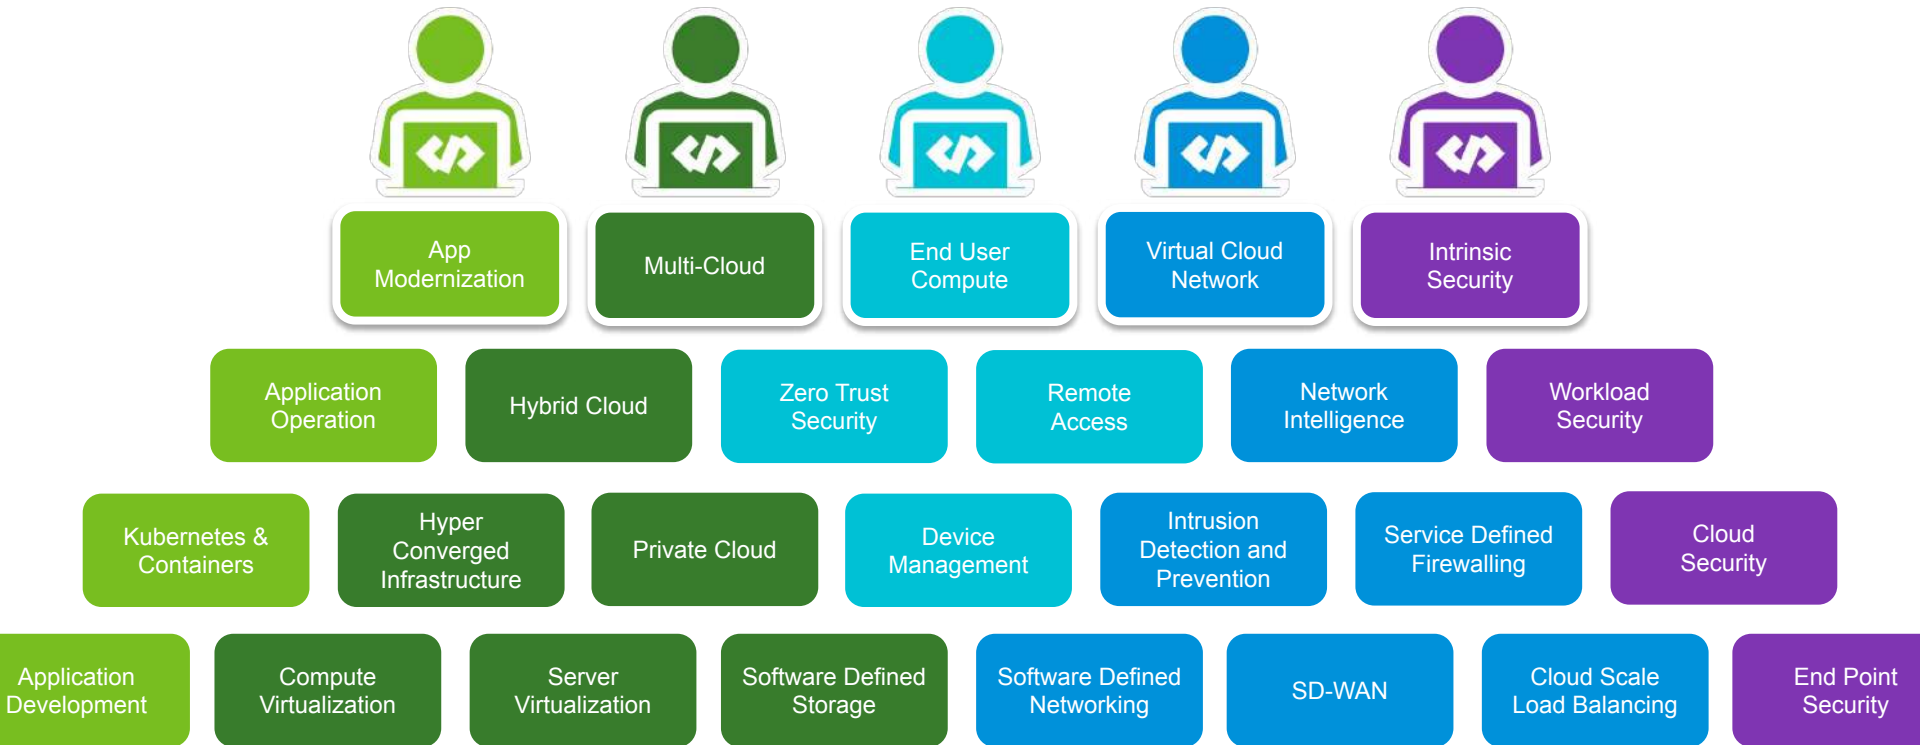 App
Modernization
Multi-Cloud
End User
Compute
Virtual Cloud
Network
Intrinsic
Security
Application
Operation
Hybrid Cloud
Zero Trust
Security
Remote
Access
Network
Intelligence
Workload
Security
Kubernetes &
Containers
Hyper
Converged
Infrastructure
Private Cloud
Device
Management
Intrusion
Detection and
Prevention
Service Defined
Firewalling
Cloud
Security
Application
Development
Compute
Virtualization
Server
Virtualization
Software Defined
Storage
Software Defined
Networking
SD-WAN
Cloud Scale
Load Balancing
End Point
Security